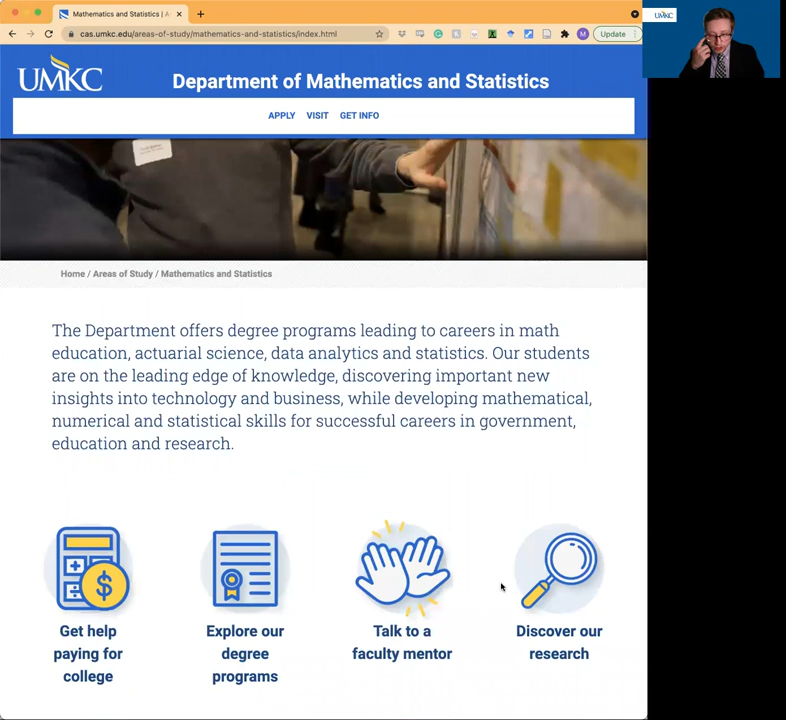 Mathematics and Statistics | A
cas.umkc.edu/areas-of-study/mathematics-and-statistics/index.html
Update
UMKC
UMKC
Department of Mathematics and Statistics
APPLY VISIT GET INFO
Home / Areas of Study / Mathematics and Statistics
The Department offers degree programs leading to careers in math
education, actuarial science, data analytics and statistics. Our students
are on the leading edge of knowledge, discovering important new
insights into technology and business, while developing mathematical,
numerical and statistical skills for successful careers in government,
education and research.
Get help
paying for
college
Explore our
degree
programs
Talk to a
faculty mentor
Discover our
research